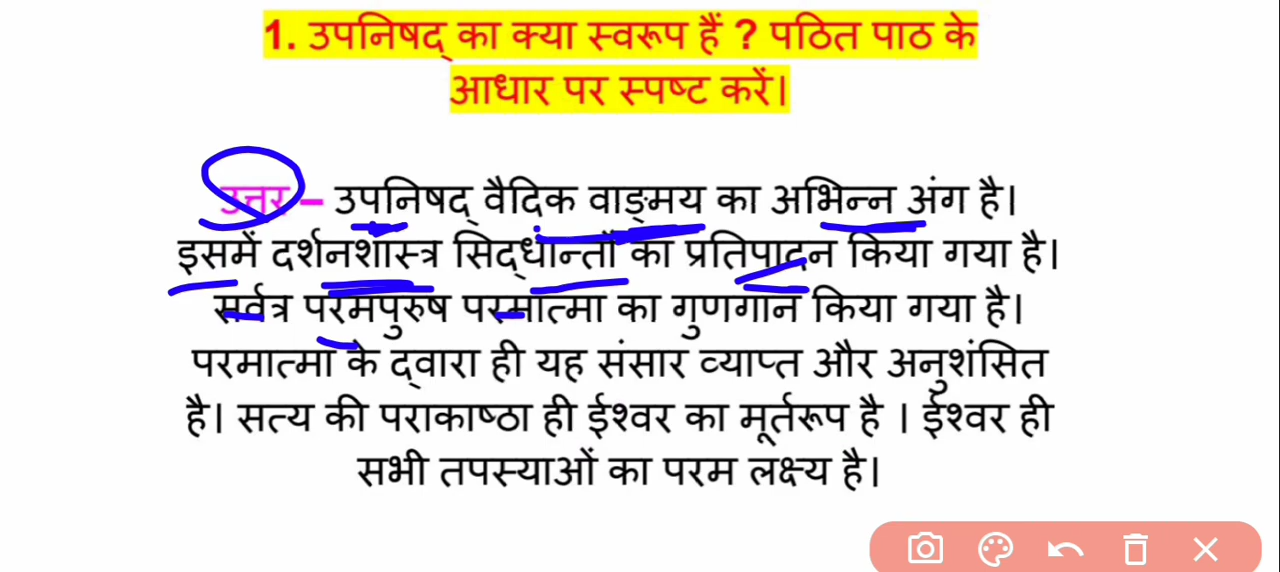 1. उपनिषद् का क्या स्वरूप हैं ? पठित पाठ के
आधार पर स्पष्ट करें।
उत्तर – उपनिषद् वैदिक वाङ्मय का अभिन्न अंग है।
इसमें दर्शनशास्त्र सिद्धान्तों का प्रतिपादन किया गया है।
सर्वत्र परमपुरुष परमात्मा का गुणगान किया गया है।
परमात्मा के द्वारा ही यह संसार व्याप्त और अनुशंसित
है। सत्य की पराकाष्ठा ही ईश्वर का मूर्तरूप है । ईश्वर ही
सभी तपस्याओं का परम लक्ष्य है।